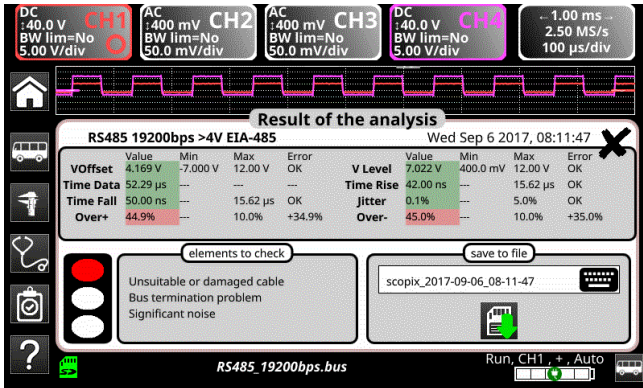 DC
↕40.0 V CH1
BW lim=No
5.00 V/div
AC
↕400 mV CH2
BW lim=No
50.0 mV/div
AC
↕400 mV CH3
BW lim=No
50.0 mV/div
DC
↕40.0 V CH4
BW lim=No
5.00 V/div
←1.00 ms→
2.50 MS/s
100 µs/div
Result of the analysis
RS485 19200bps >4V EIA-485 Wed Sep 6 2017, 08:11:47
Value Min Max Error Value Min Max Error
VOffset 4.169 V -7.000 V 12.00 V OK V Level 7.022 V 400.0 mV 12.00 V OK
Time Data 52.29 µs --- --- --- Time Rise 42.00 ns --- 15.62 µs OK
Time Fall 50.00 ns --- 15.62 µs OK Jitter 0.1% --- 5.0% OK
Over+ 44.9% --- 10.0% +34.9% Over- 45.0% --- 10.0% +35.0%
elements to check
Unsuitable or damaged cable
Bus termination problem
Significant noise
save to file
scopix_2017-09-06_08-11-47
?
RS485_19200bps.bus
Run, CH1 , + , Auto